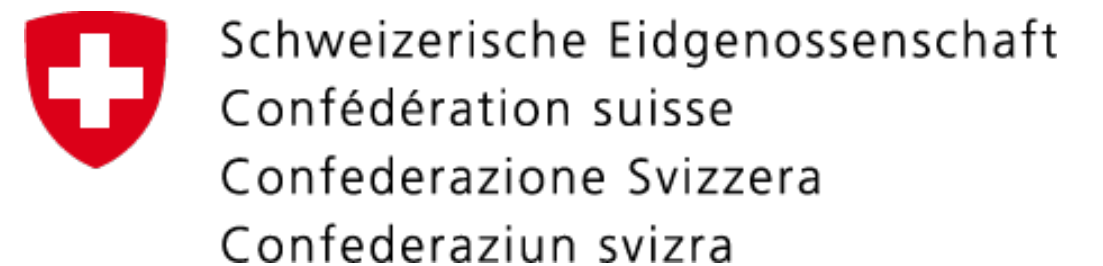 Schweizerische Eidgenossenschaft
Confédération suisse
Confederazione Svizzera
Confederaziun svizra